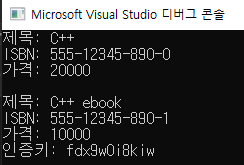 Microsoft Visual Studio 디버그 콘솔
제목: C++
ISBN: 555-12345-890-0
가격: 20000
제목: C++ ebook
ISBN: 555-12345-890-1
가격: 10000
인증키: fdx9w0i8kiw